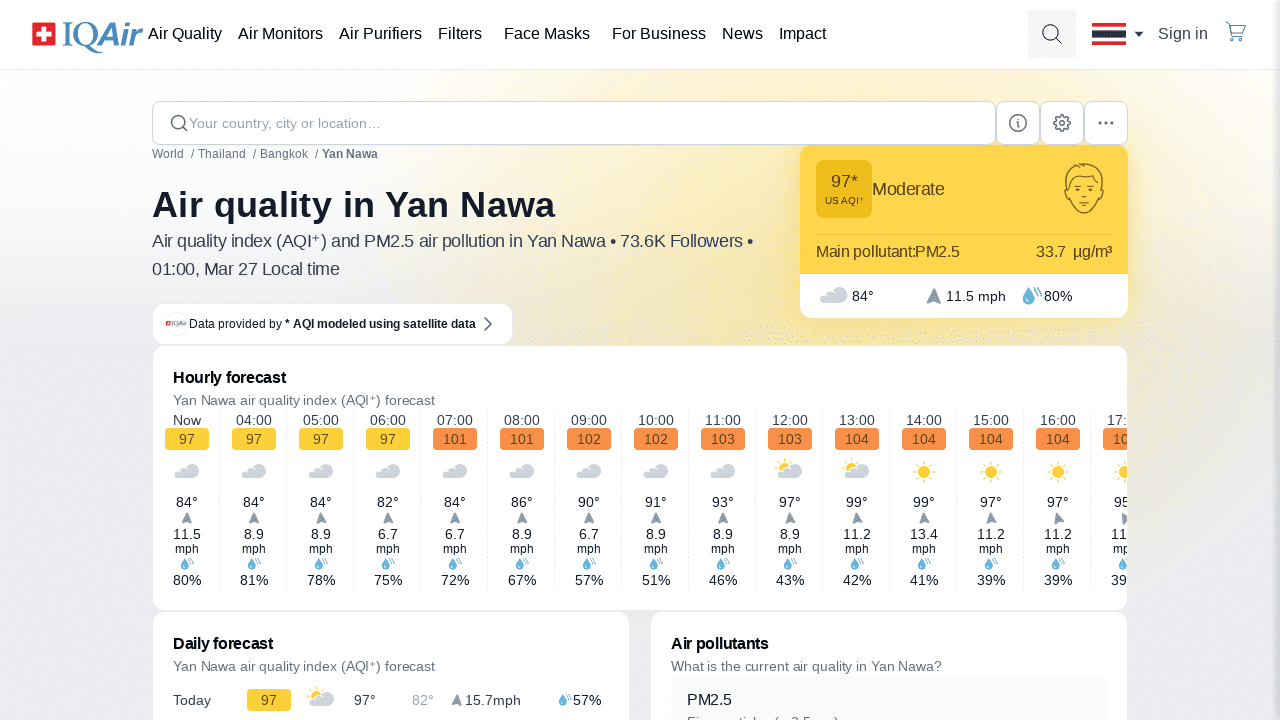 IQAir Air Quality Air Monitors Air Purifiers Filters Face Masks For Business News Impact Sign in
Your country, city or location…
World / Thailand / Bangkok / Yan Nawa
Air quality in Yan Nawa
Air quality index (AQI⁺) and PM2.5 air pollution in Yan Nawa • 73.6K Followers •
01:00, Mar 27 Local time
97*
US AQI⁺
Moderate
Main pollutant: PM2.5 33.7 µg/m³
84° 11.5 mph 80%
IQAir Data provided by * AQI modeled using satellite data
Hourly forecast
Yan Nawa air quality index (AQI⁺) forecast
Now 04:00 05:00 06:00 07:00 08:00 09:00 10:00 11:00 12:00 13:00 14:00 15:00 16:00 17:
97 97 97 97 101 101 102 102 103 103 104 104 104 104 10
84° 84° 84° 82° 84° 86° 90° 91° 93° 97° 99° 99° 97° 97° 95
11.5 8.9 8.9 6.7 6.7 8.9 6.7 8.9 8.9 8.9 11.2 13.4 11.2 11.2 11
mph mph mph mph mph mph mph mph mph mph mph mph mph mph mp
80% 81% 78% 75% 72% 67% 57% 51% 46% 43% 42% 41% 39% 39% 39
Daily forecast
Yan Nawa air quality index (AQI⁺) forecast
Today 97 97° 82° 15.7mph 57%
Air pollutants
What is the current air quality in Yan Nawa?
PM2.5